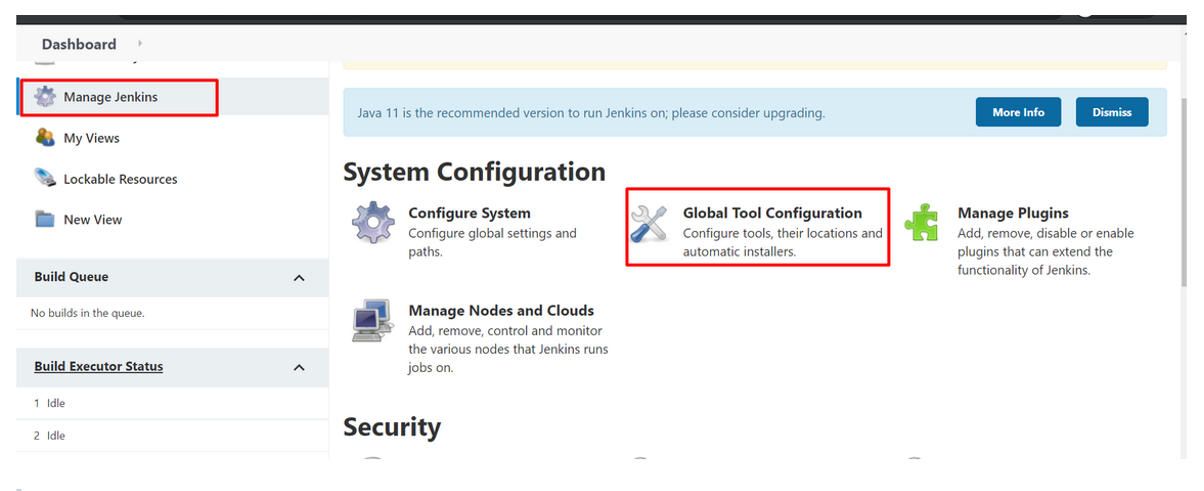 Dashboard
Manage Jenkins
My Views
Lockable Resources
New View
Build Queue
No builds in the queue.
Build Executor Status
1 Idle
2 Idle
Java 11 is the recommended version to run Jenkins on; please consider upgrading.
More Info
Dismiss
System Configuration
Configure System
Configure global settings and
paths.
Global Tool Configuration
Configure tools, their locations and
automatic installers.
Manage Plugins
Add, remove, disable or enable
plugins that can extend the
functionality of Jenkins.
Manage Nodes and Clouds
Add, remove, control and monitor
the various nodes that Jenkins runs
jobs on.
Security